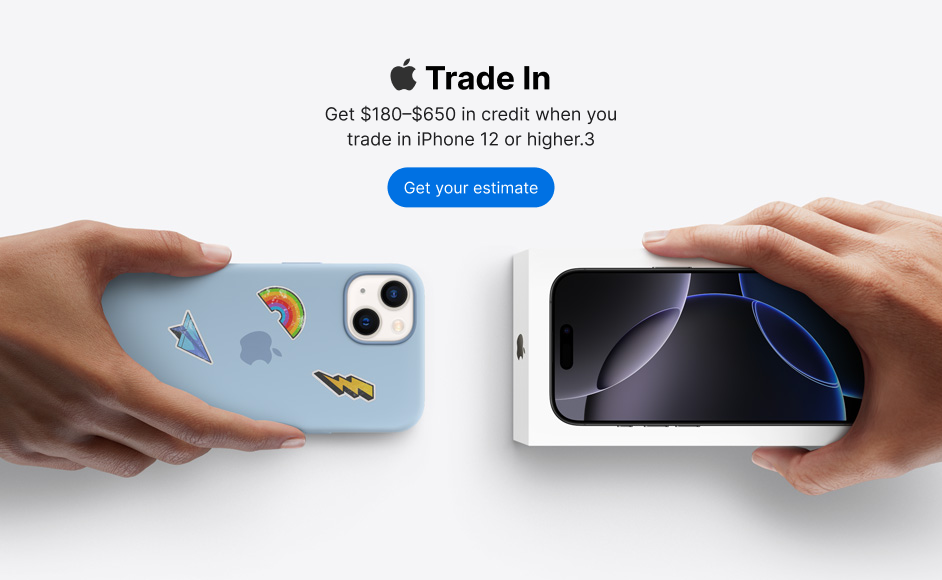 Trade In
Get $180–$650 in credit when you
trade in iPhone 12 or higher.3
Get your estimate